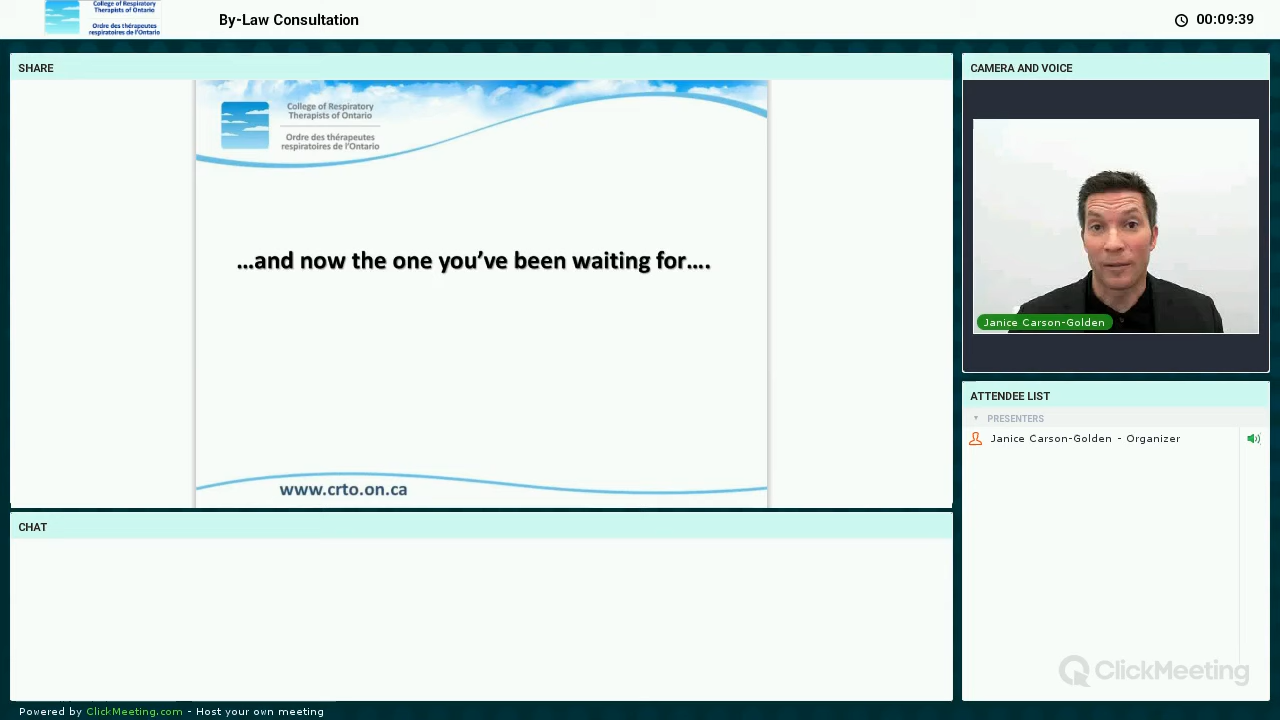 College of Respiratory
Therapists of Ontario
Ordre des thérapeutes
respiratoires de l'Ontario
By-Law Consultation
00:09:39
SHARE
College of Respiratory
Therapists of Ontario
Ordre des thérapeutes
respiratoires de l'Ontario
...and now the one you've been waiting for....
www.crto.on.ca
CAMERA AND VOICE
Janice Carson-Golden
ATTENDEE LIST
PRESENTERS
Janice Carson-Golden - Organizer
CHAT
ClickMeeting
Powered by ClickMeeting.com - Host your own meeting